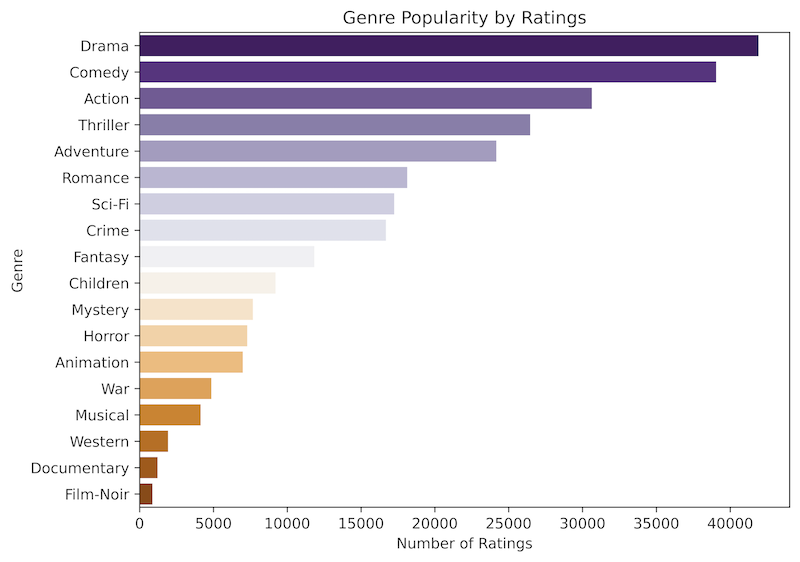 Genre Popularity by Ratings
Genre
Drama
Comedy
Action
Thriller
Adventure
Romance
Sci-Fi
Crime
Fantasy
Children
Mystery
Horror
Animation
War
Musical
Western
Documentary
Film-Noir
0 5000 10000 15000 20000 25000 30000 35000 40000
Number of Ratings